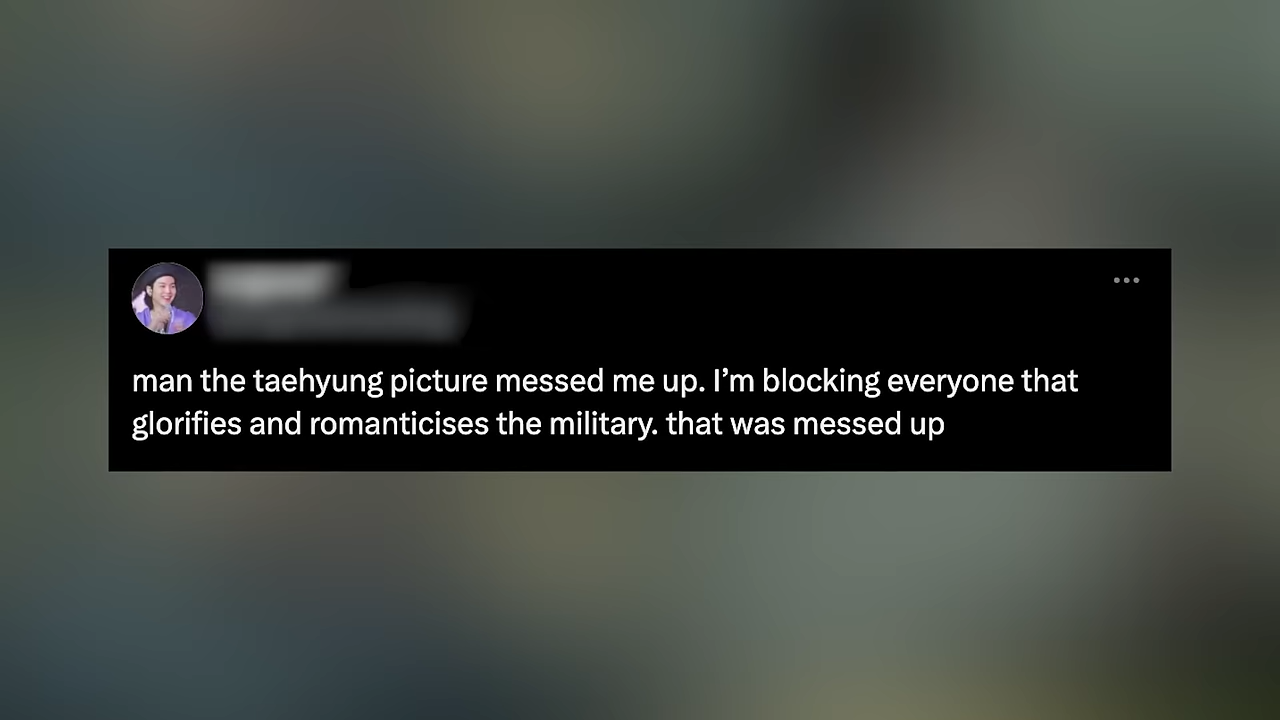 man the taehyung picture messed me up. I’m blocking everyone that
glorifies and romanticises the military. that was messed up